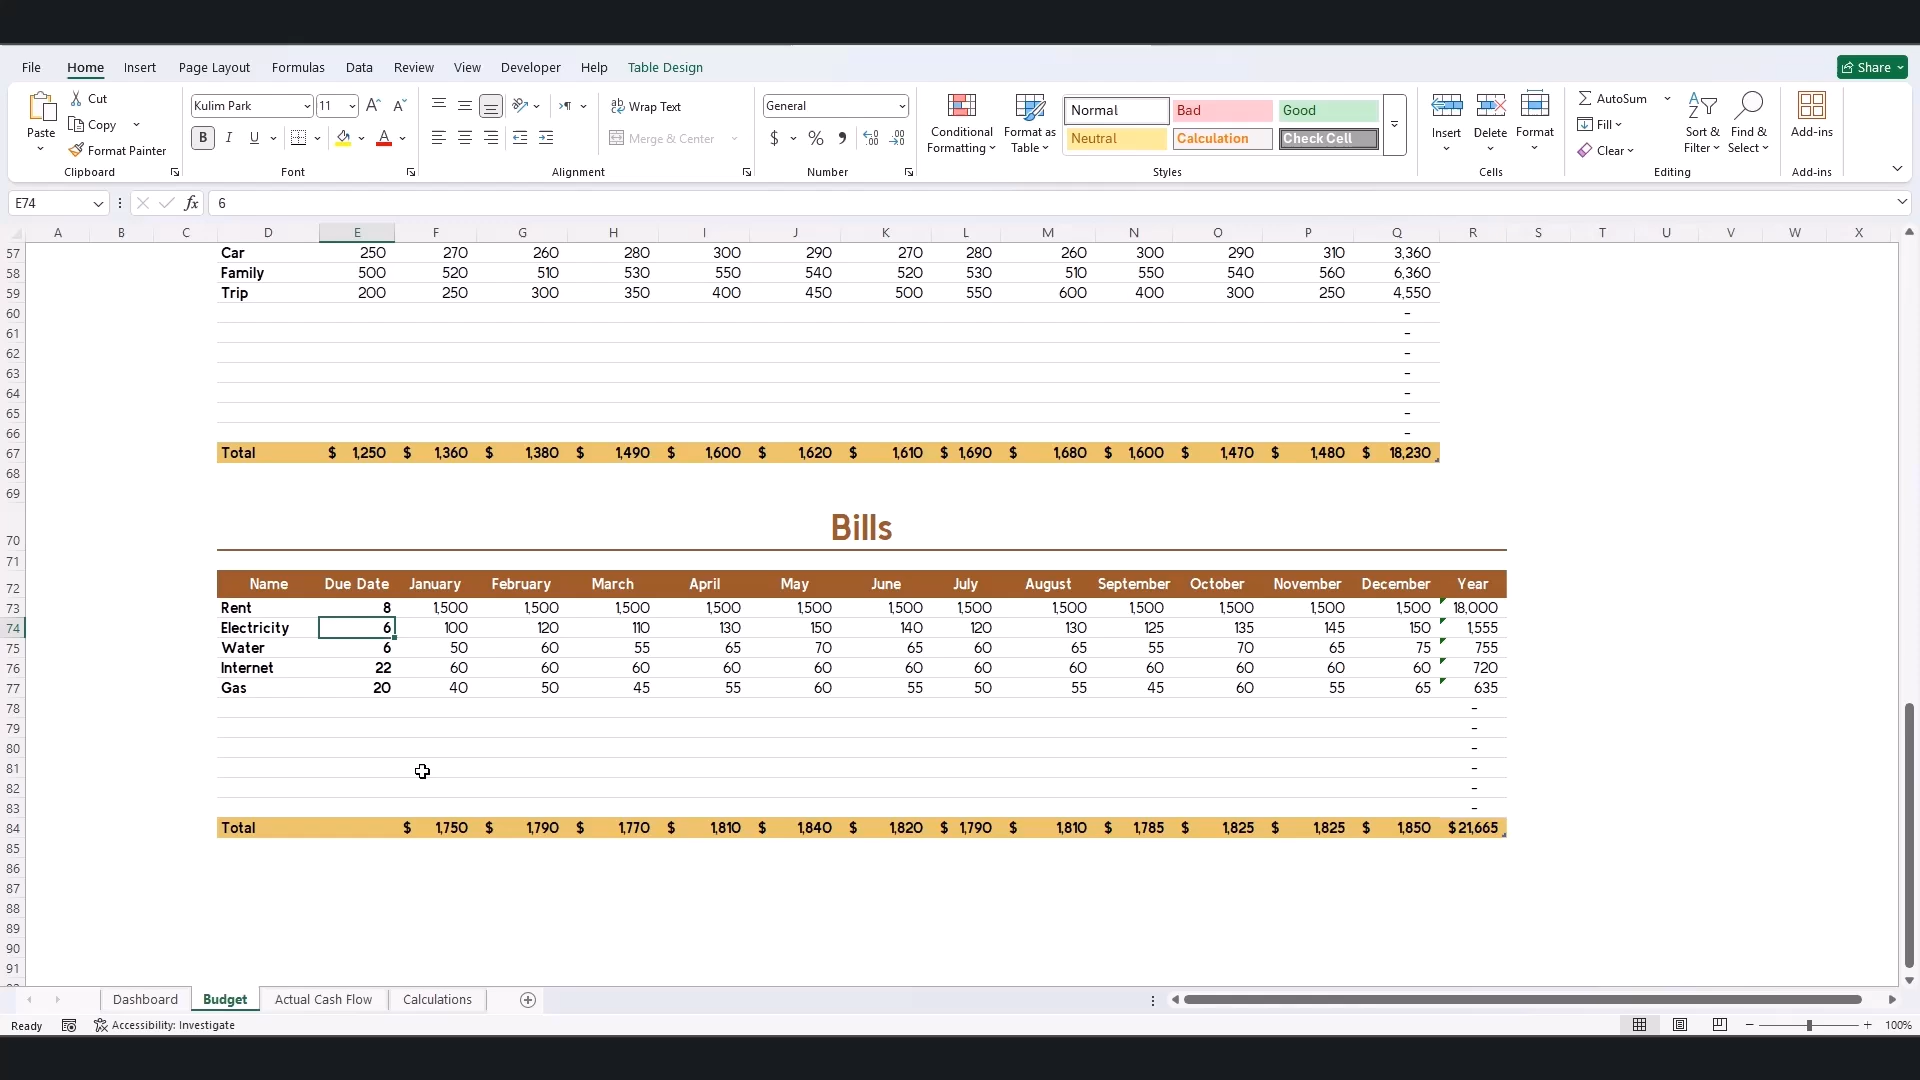 File Home Insert Page Layout Formulas Data Review View Developer Help Table Design Share
Paste Cut Copy Format Painter Clipboard
Kulim Park 11 A A B I U A Font
ab Wrap Text Merge & Center Alignment
General $ % Number
Conditional Formatting Format as Table Normal Bad Good Neutral Calculation Check Cell Styles
Insert Delete Format Cells
AutoSum Fill Clear Sort & Filter Find & Select Editing
Add-ins Add-ins
E74 fx 6
A B C D E F G H I J K L M N O P Q R S T U V W X
57 Car 250 270 260 280 300 290 270 280 260 300 290 310 3,360
58 Family 500 520 510 530 550 540 520 530 510 550 540 560 6,360
59 Trip 200 250 300 350 400 450 500 550 600 400 300 250 4,550
60 -
61 -
62 -
63 -
64 -
65 -
66 -
67 Total $ 1,250 $ 1,360 $ 1,380 $ 1,490 $ 1,600 $ 1,620 $ 1,610 $ 1,690 $ 1,680 $ 1,600 $ 1,470 $ 1,480 $ 18,230
68
69
70 Bills
71
72 Name Due Date January February March April May June July August September October November December Year
73 Rent 8 1,500 1,500 1,500 1,500 1,500 1,500 1,500 1,500 1,500 1,500 1,500 1,500 18,000
74 Electricity 6 100 120 110 130 150 140 120 130 125 135 145 150 1,555
75 Water 6 50 60 55 65 70 65 60 65 55 70 65 75 755
76 Internet 22 60 60 60 60 60 60 60 60 60 60 60 60 720
77 Gas 20 40 50 45 55 60 55 50 55 45 60 55 65 635
78 -
79 -
80 -
81 -
82 -
83 -
84 Total $ 1,750 $ 1,790 $ 1,770 $ 1,810 $ 1,840 $ 1,820 $ 1,790 $ 1,810 $ 1,785 $ 1,825 $ 1,825 $ 1,850 $ 21,665
85
86
87
88
89
90
91
Dashboard Budget Actual Cash Flow Calculations
Ready Accessibility: Investigate 100%